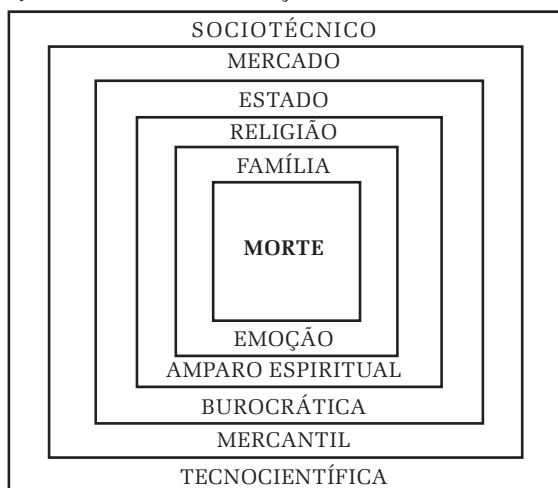 SOCIOTÉCNICO
MERCADO
ESTADO
RELIGIÃO
FAMÍLIA
MORTE
EMOÇÃO
AMPARO ESPIRITUAL
BUROCRÁTICA
MERCANTIL
TECNOCIENTÍFICA